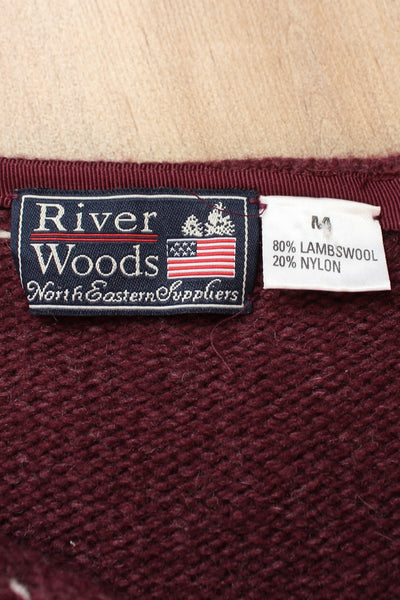 River
Woods
North Eastern Suppliers
M
80% LAMBSWOOL
20% NYLON